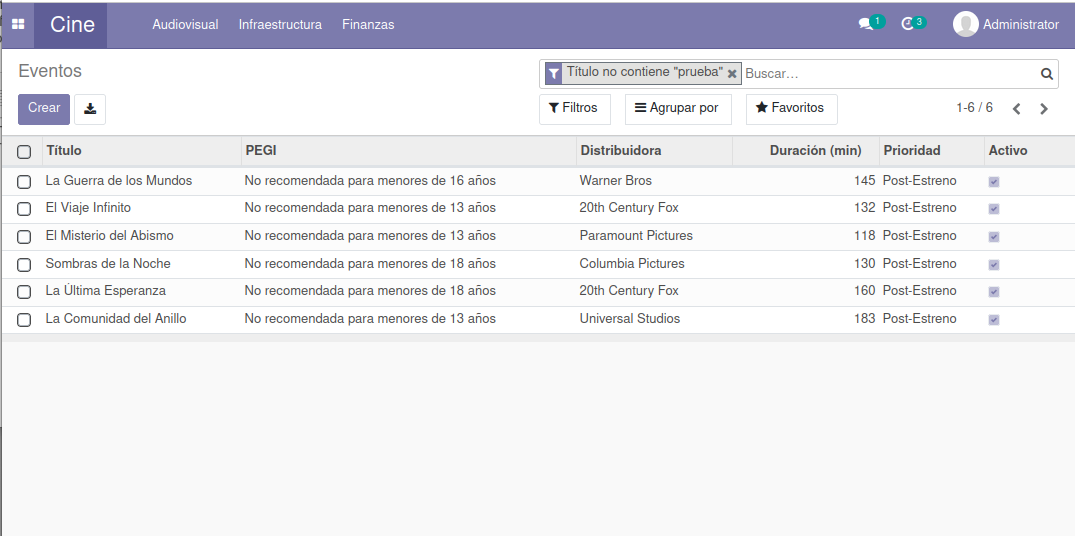 Cine Audiovisual Infraestructura Finanzas 1 3 Administrator
Eventos
Título no contiene "prueba" Buscar...
Crear Filtros Agrupar por Favoritos 1-6 / 6
Título PEGI Distribuidora Duración (min) Prioridad Activo
La Guerra de los Mundos No recomendada para menores de 16 años Warner Bros 145 Post-Estreno
El Viaje Infinito No recomendada para menores de 13 años 20th Century Fox 132 Post-Estreno
El Misterio del Abismo No recomendada para menores de 13 años Paramount Pictures 118 Post-Estreno
Sombras de la Noche No recomendada para menores de 18 años Columbia Pictures 130 Post-Estreno
La Última Esperanza No recomendada para menores de 18 años 20th Century Fox 160 Post-Estreno
La Comunidad del Anillo No recomendada para menores de 13 años Universal Studios 183 Post-Estreno